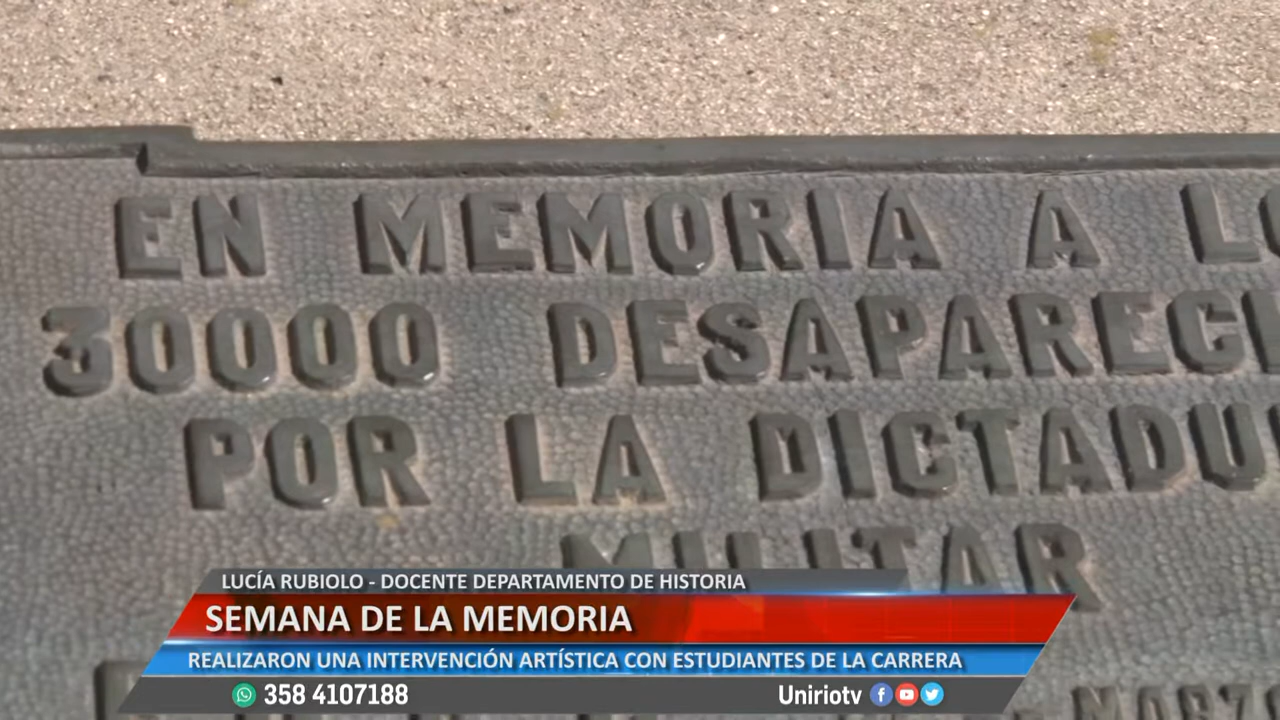 EN MEMORIA A LO
30000 DESAPARECI
POR LA DICTADU
MILITAR
LUCÍA RUBIOLO - DOCENTE DEPARTAMENTO DE HISTORIA
SEMANA DE LA MEMORIA
REALIZARON UNA INTERVENCIÓN ARTÍSTICA CON ESTUDIANTES DE LA CARRERA
358 4107188 Uniriotv